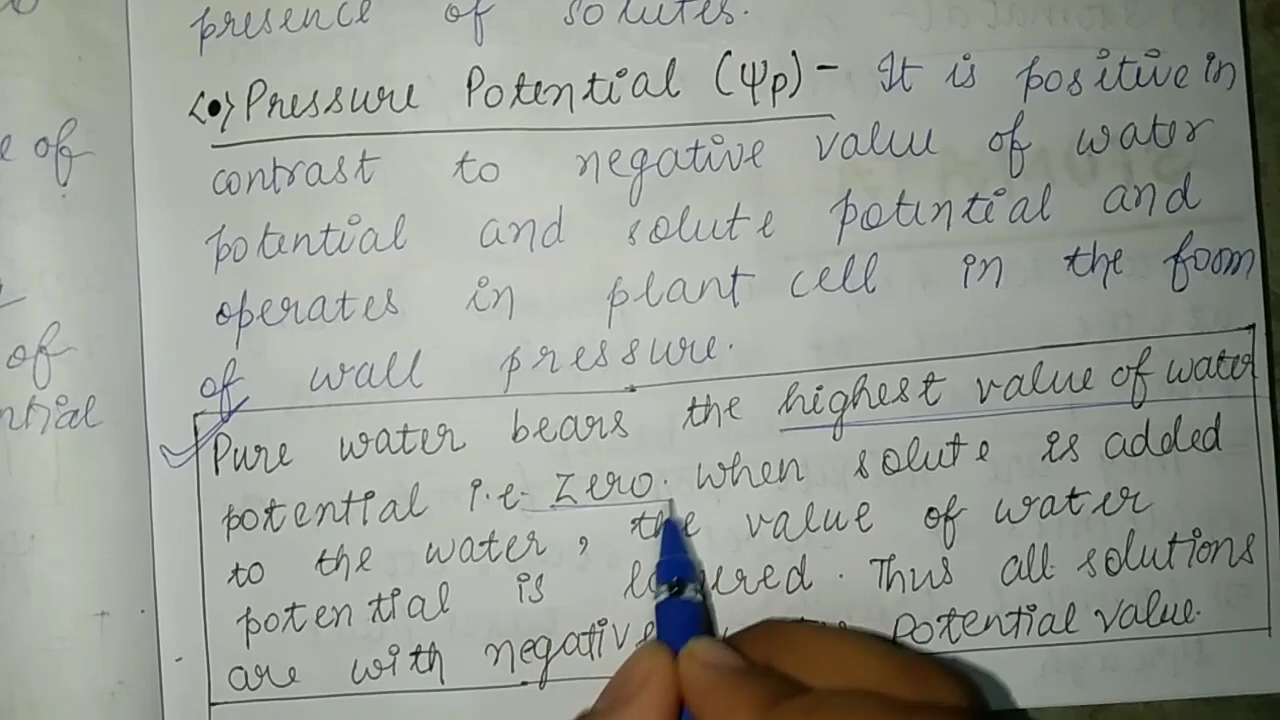 presence of solutes.
<•> Pressure Potential (Ψp) - It is positive in
contrast to negative value of water
potential and solute potential and
operates in plant cell in the form
of wall pressure.
Pure water bears the highest value of water
potential i.e. zero. When solute is added
to the water, the value of water
potential is lowered. Thus all solutions
are with negative potential value.
e of
of
ntial